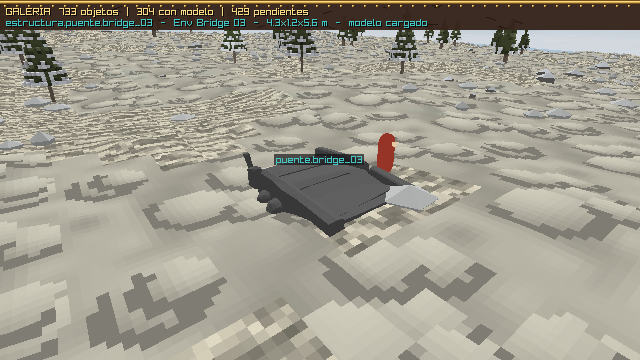 GALERIA 733 objetos | 304 con modelo | 429 pendientes
estructura.puente.bridge_03 - Env Bridge 03 - 4.3x1.2x5.6 m - modelo cargado
puente.bridge_03